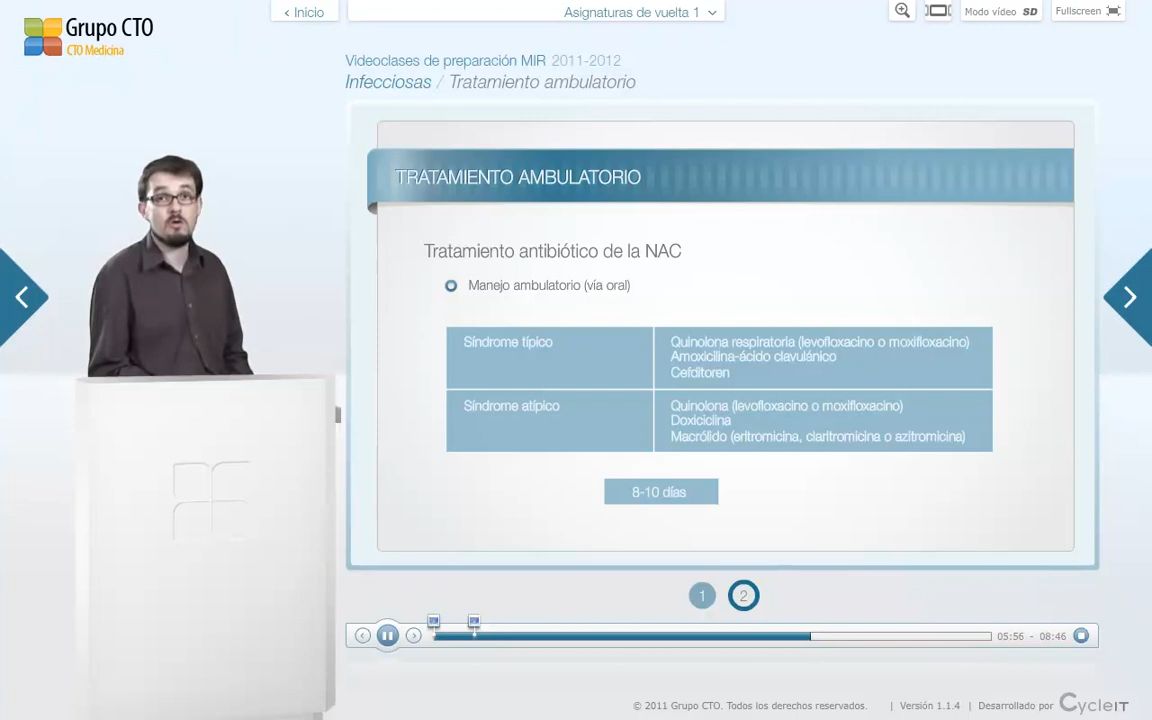 Grupo CTO
CTO Medicina
‹ Inicio
Asignaturas de vuelta 1
Modo vídeo SD
Fullscreen
Videoclases de preparación MIR 2011-2012
Infecciosas / Tratamiento ambulatorio
TRATAMIENTO AMBULATORIO
Tratamiento antibiótico de la NAC
Manejo ambulatorio (vía oral)
Síndrome típico
Quinolona respiratoria (levofloxacino o moxifloxacino)
Amoxicilina-ácido clavulánico
Cefditoren
Síndrome atípico
Quinolona (levofloxacino o moxifloxacino)
Doxiciclina
Macrólido (eritromicina, claritromicina o azitromicina)
8-10 días
1 2
05:56 - 08:46
© 2011 Grupo CTO. Todos los derechos reservados. | Versión 1.1.4 | Desarrollado por CycleIT